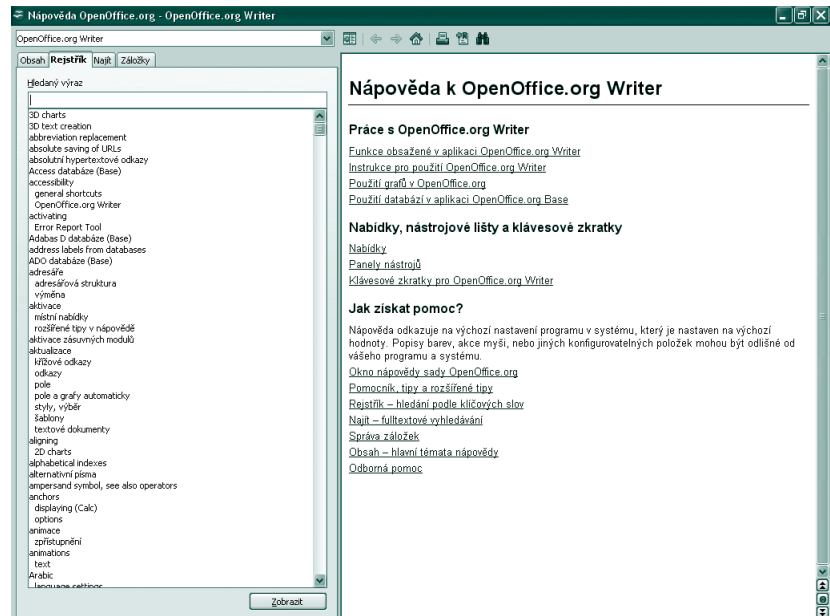 Nápověda OpenOffice.org - OpenOffice.org Writer
OpenOffice.org Writer
Obsah Rejstřík Najít Záložky
Hledaný výraz
3D charts
3D text creation
abbreviation replacement
absolute saving of URLs
absolutní hypertextové odkazy
Access databáze (Base)
accessibility
general shortcuts
OpenOffice.org Writer
activating
Error Report Tool
Adabas D databáze (Base)
address labels from databases
ADO databáze (Base)
adresáře
adresářová struktura
výměna
aktivace
místní nabídky
rozšířené tipy v nápovědě
aktivace zásuvných modulů
aktualizace
křížové odkazy
odkazy
pole
pole a grafy automaticky
styly, výběr
šablony
textové dokumenty
aligning
2D charts
alphabetical indexes
alternativní písma
ampersand symbol, see also operators
anchors
displaying (Calc)
options
animace
zpřístupnění
animations
text
Arabic
language settings
Zobrazit
Nápověda k OpenOffice.org Writer
Práce s OpenOffice.org Writer
Funkce obsažené v aplikaci OpenOffice.org Writer
Instrukce pro použití OpenOffice.org Writer
Použití grafů v OpenOffice.org
Použití databází v aplikaci OpenOffice.org Base
Nabídky, nástrojové lišty a klávesové zkratky
Nabídky
Panely nástrojů
Klávesové zkratky pro OpenOffice.org Writer
Jak získat pomoc?
Nápověda odkazuje na výchozí nastavení programu v systému, který je nastaven na výchozí
hodnoty. Popisy barev, akce myši, nebo jiných konfigurovatelných položek mohou být odlišné od
vášeho programu a systému.
Okno nápovědy sady OpenOffice.org
Pomocník, tipy a rozšířené tipy
Rejstřík – hledání podle klíčových slov
Najít – fulltextové vyhledávání
Správa záložek
Obsah – hlavní témata nápovědy
Odborná pomoc